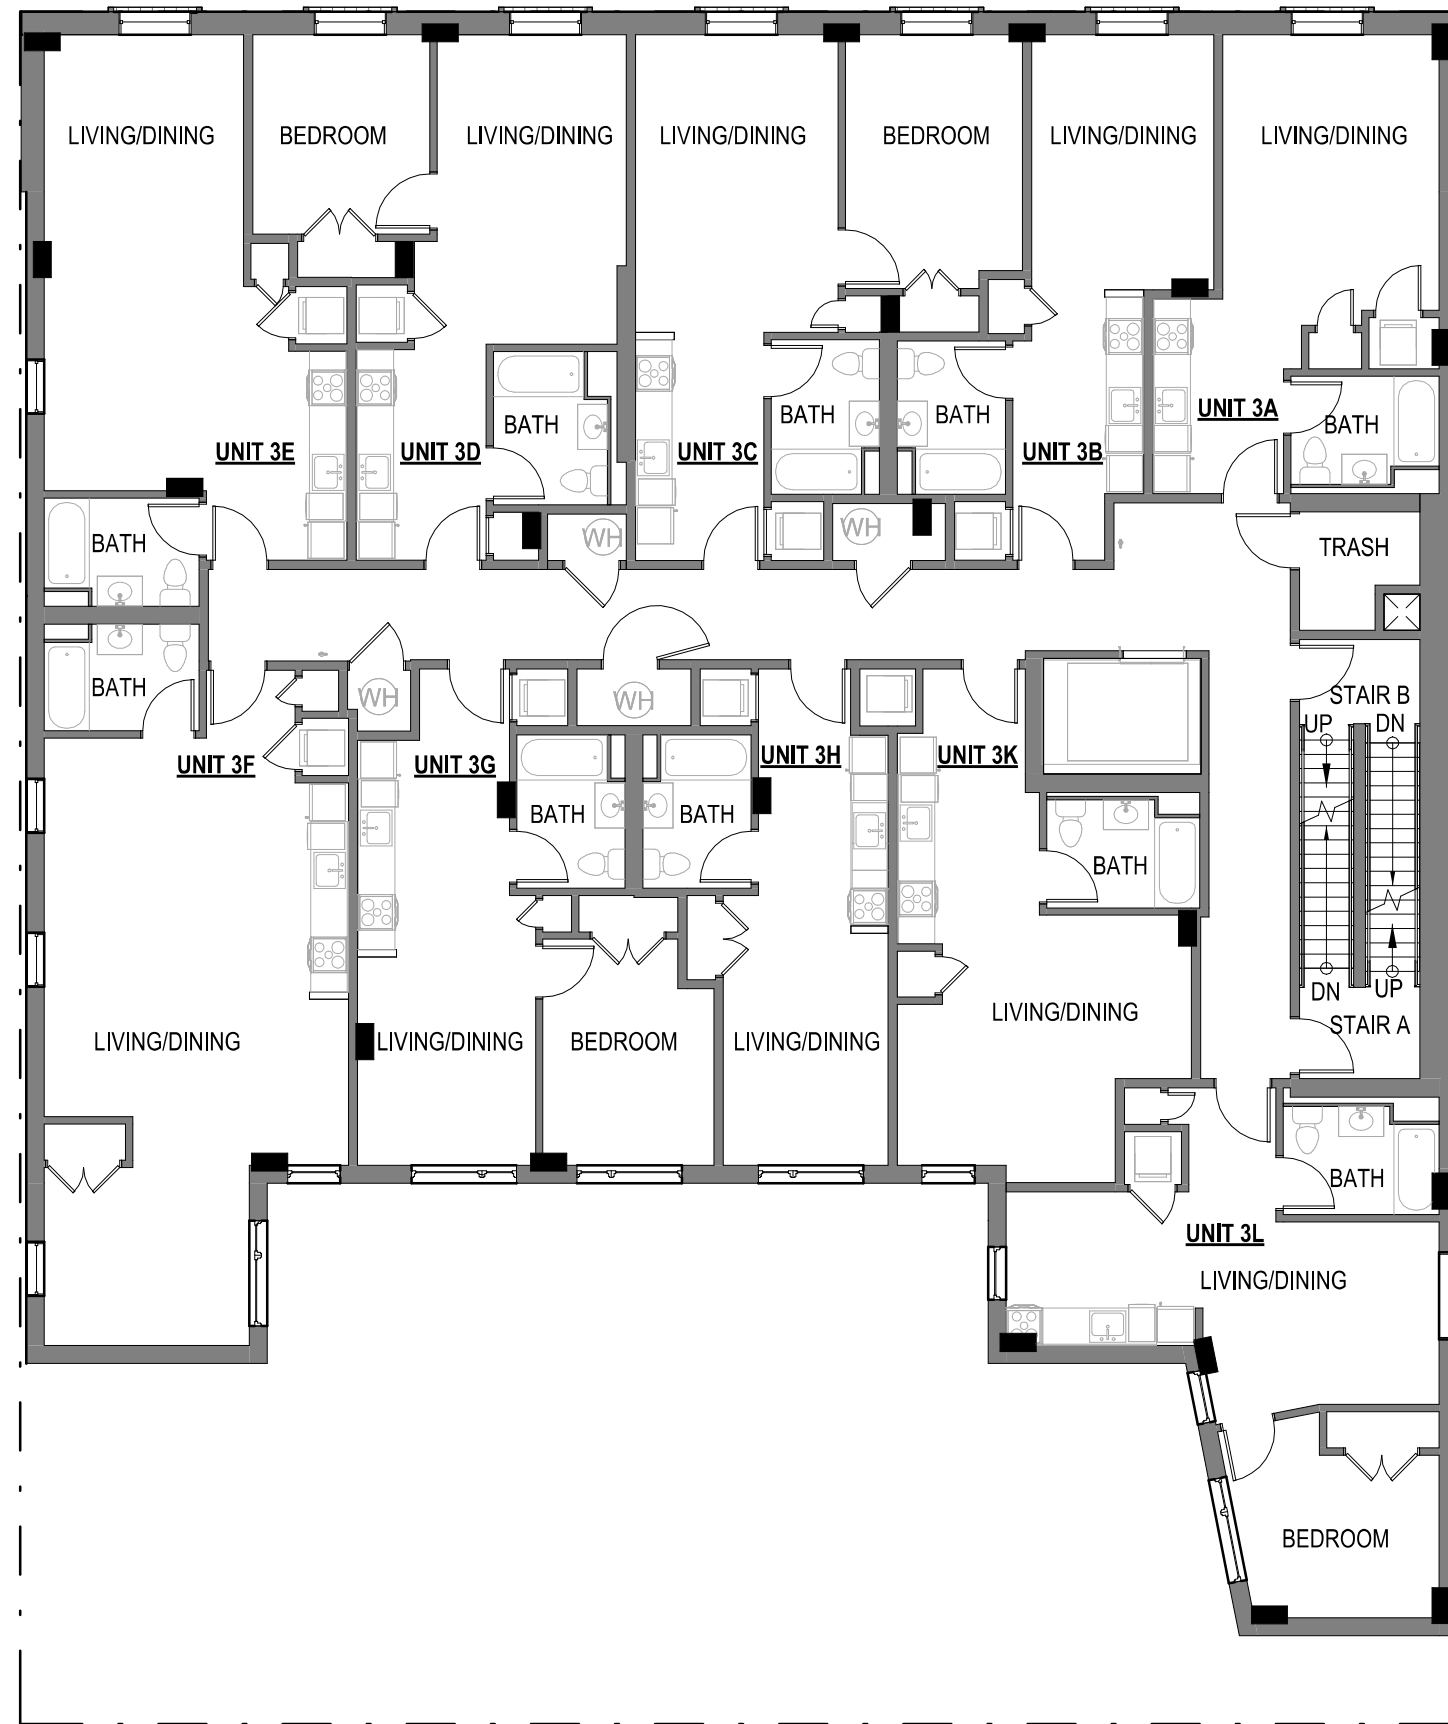 LIVING/DINING
BEDROOM
LIVING/DINING
LIVING/DINING
BEDROOM
LIVING/DINING
LIVING/DINING
UNIT 3E
UNIT 3D
BATH
UNIT 3C
BATH
BATH
UNIT 3B
UNIT 3A
BATH
BATH
WH
WH
TRASH
BATH
WH
WH
STAIR B
UP
DN
UNIT 3F
UNIT 3G
UNIT 3H
UNIT 3K
BATH
BATH
BATH
DN
UP
LIVING/DINING
LIVING/DINING
BEDROOM
LIVING/DINING
LIVING/DINING
STAIR A
BATH
UNIT 3L
LIVING/DINING
BEDROOM